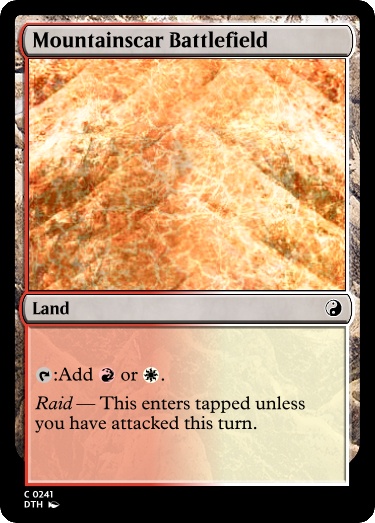 Mountainscar Battlefield
Land
:Add or .
Raid — This enters tapped unless
you have attacked this turn.
C 0241
DTH